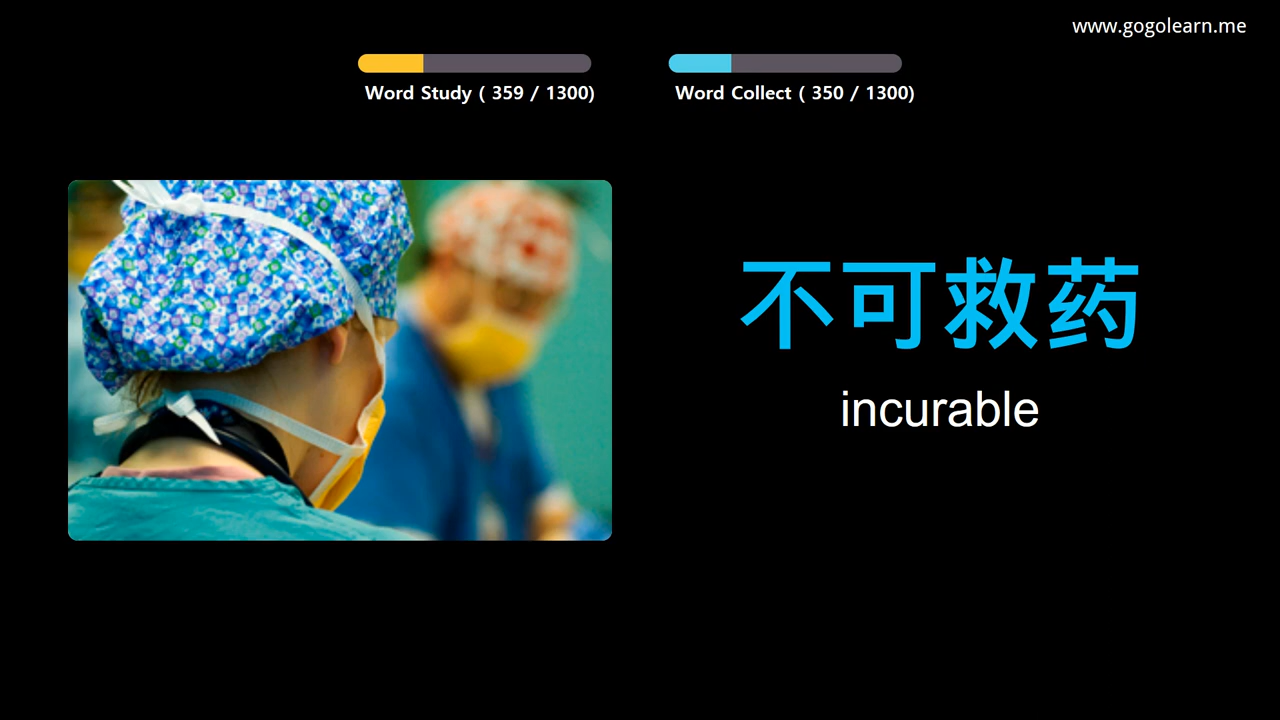 www.gogolearn.me
Word Study ( 359 / 1300)
Word Collect ( 350 / 1300)
不可救药
incurable